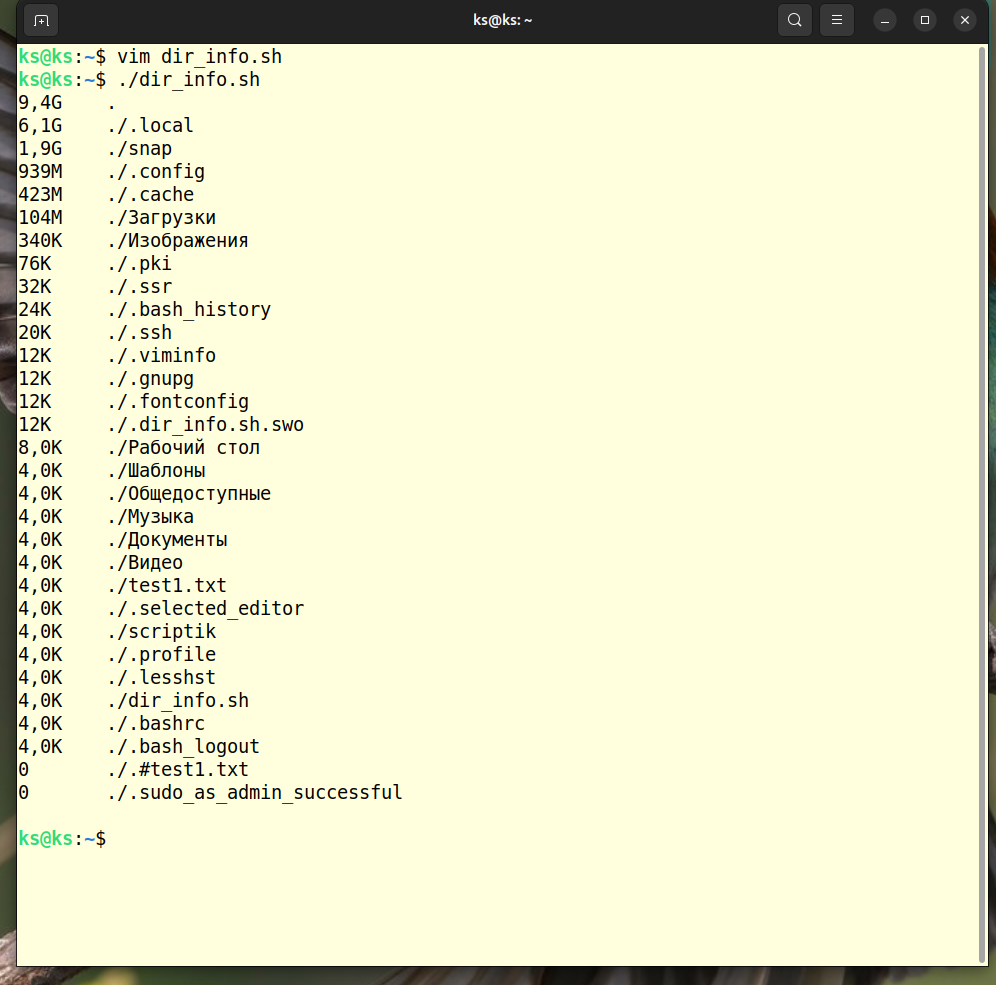 ks@ks: ~
ks@ks:~$ vim dir_info.sh
ks@ks:~$ ./dir_info.sh
9,4G	.
6,1G	./.local
1,9G	./snap
939M	./.config
423M	./.cache
104M	./Загрузки
340K	./Изображения
76K	./.pki
32K	./.ssr
24K	./.bash_history
20K	./.ssh
12K	./.viminfo
12K	./.gnupg
12K	./.fontconfig
12K	./.dir_info.sh.swo
8,0K	./Рабочий стол
4,0K	./Шаблоны
4,0K	./Общедоступные
4,0K	./Музыка
4,0K	./Документы
4,0K	./Видео
4,0K	./test1.txt
4,0K	./.selected_editor
4,0K	./scriptik
4,0K	./.profile
4,0K	./.lesshst
4,0K	./dir_info.sh
4,0K	./.bashrc
4,0K	./.bash_logout
0	./.#test1.txt
0	./.sudo_as_admin_successful
ks@ks:~$